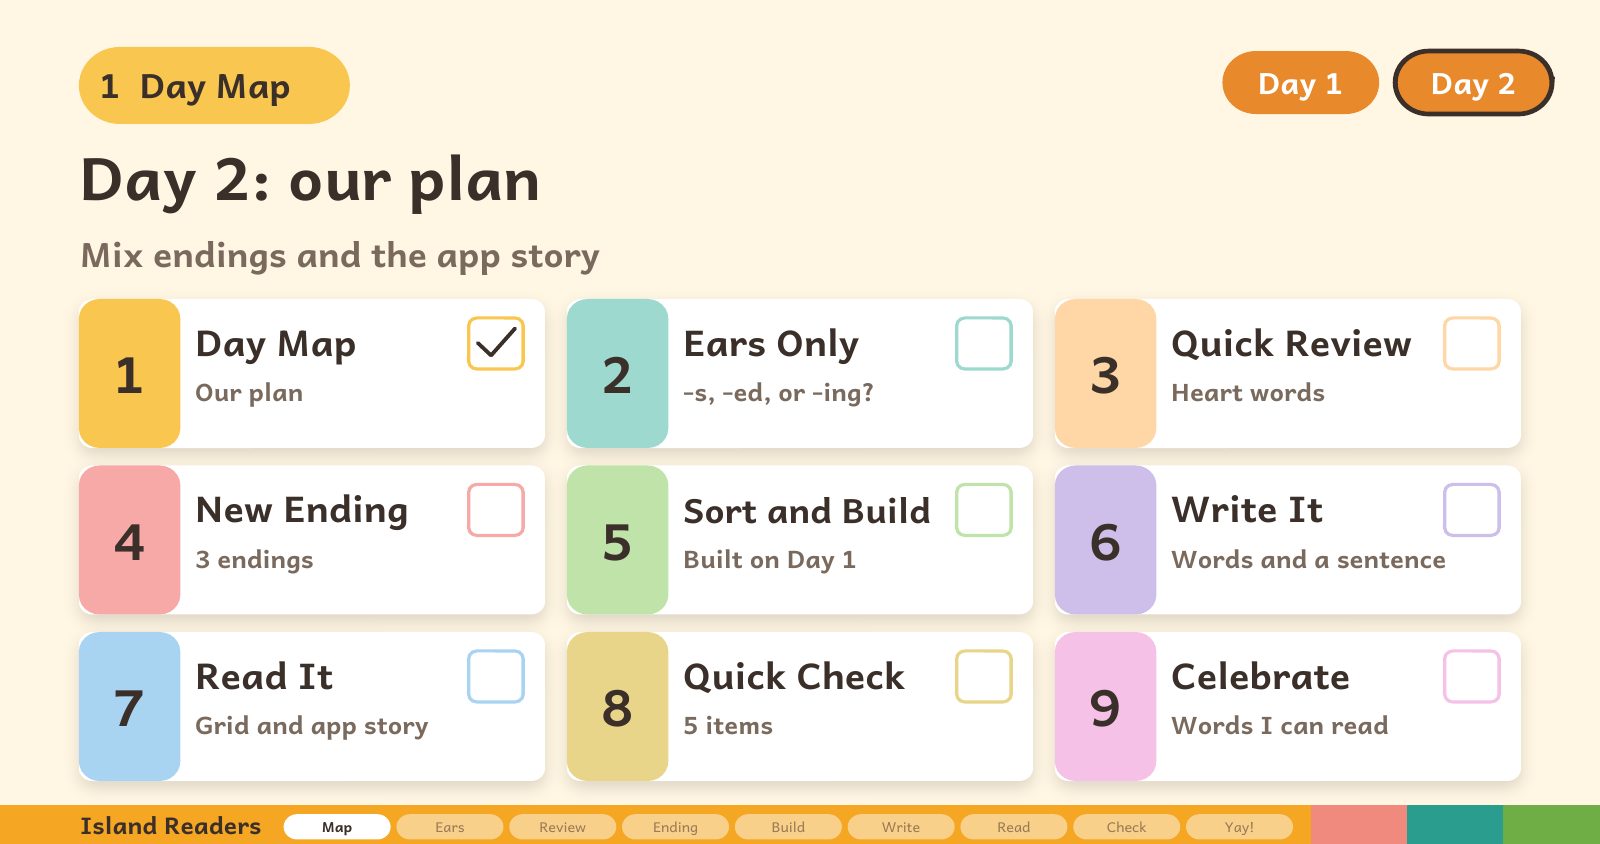 1 Day Map
Day 1
Day 2
Day 2: our plan
Mix endings and the app story
1
Day Map
Our plan
2
Ears Only
-s, -ed, or -ing?
3
Quick Review
Heart words
4
New Ending
3 endings
5
Sort and Build
Built on Day 1
6
Write It
Words and a sentence
7
Read It
Grid and app story
8
Quick Check
5 items
9
Celebrate
Words I can read
Island Readers
Map
Ears
Review
Ending
Build
Write
Read
Check
Yay!